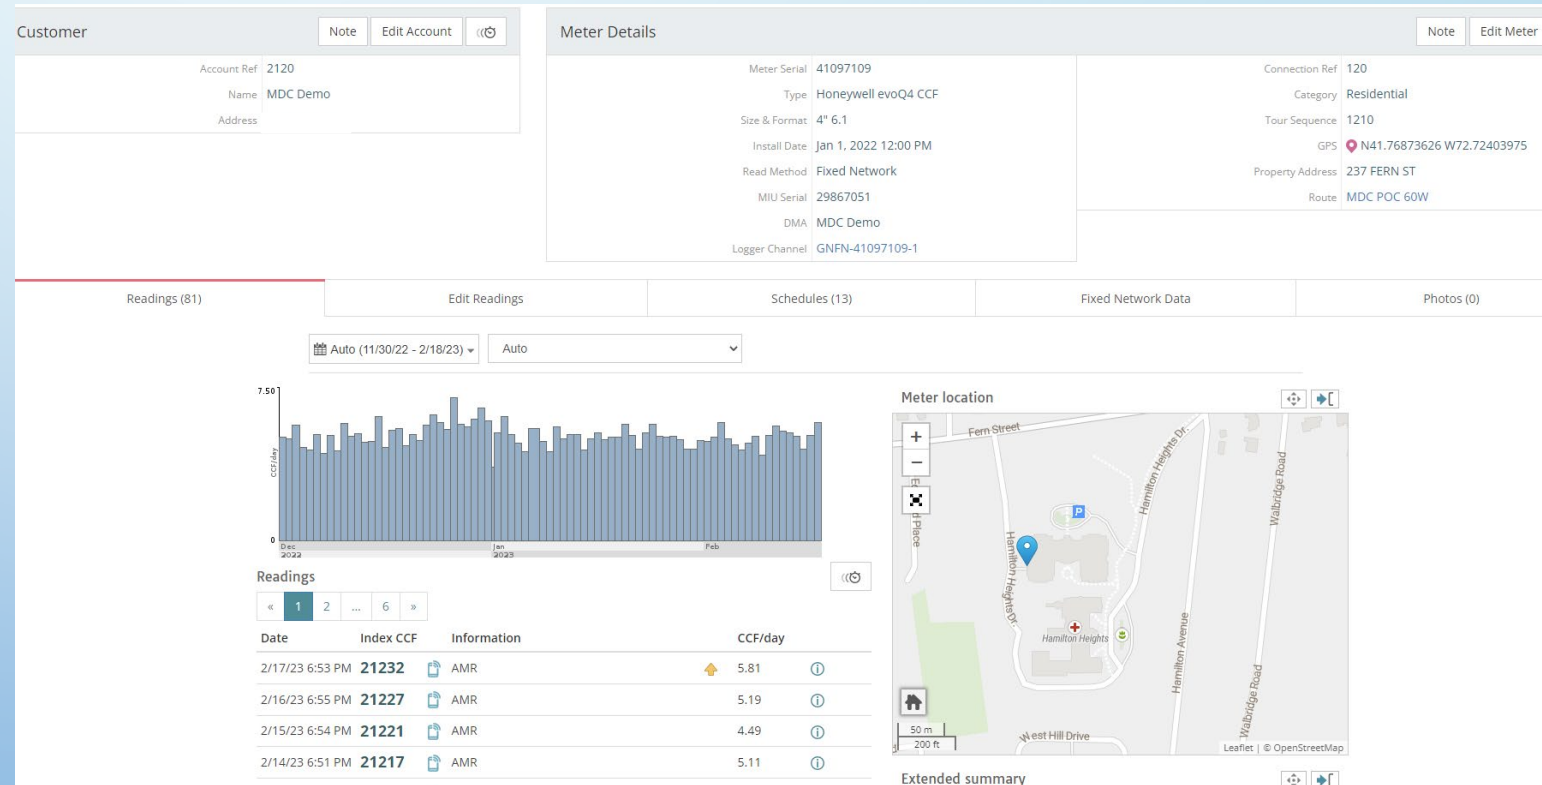 Customer
Note
Edit Account
Account Ref 2120
Name MDC Demo
Address
Meter Details
Note
Edit Meter
Meter Serial 41097109
Type Honeywell evoQ4 CCF
Size & Format 4" 6.1
Install Date Jan 1, 2022 12:00 PM
Read Method Fixed Network
MIU Serial 29867051
DMA MDC Demo
Logger Channel GNFN-41097109-1
Connection Ref 120
Category Residential
Tour Sequence 1210
GPS N41.76873626 W72.72403975
Property Address 237 FERN ST
Route MDC POC 60W
Readings (81)
Edit Readings
Schedules (13)
Fixed Network Data
Photos (0)
Auto (11/30/22 - 2/18/23)
Auto
7.50
CCF/day
0
Dec
2022
Jan
2023
Feb
Readings
« 1 2 ... 6 »
Date Index CCF Information CCF/day
2/17/23 6:53 PM 21232 AMR 5.81
2/16/23 6:55 PM 21227 AMR 5.19
2/15/23 6:54 PM 21221 AMR 4.49
2/14/23 6:51 PM 21217 AMR 5.11
Meter location
+
−
Fern Street
Hamilton Heights Dr.
Walbridge Road
Place
P
Hamilton Heights Dr.
Hamilton Heights
Hamilton Avenue
Walbridge Road
West Hill Drive
50 m
200 ft
Leaflet | © OpenStreetMap
Extended summary